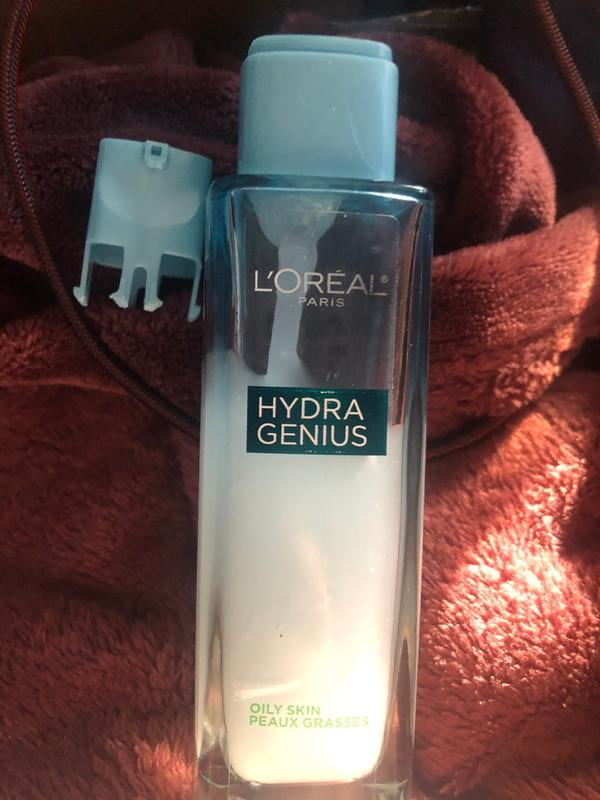 L'ORÉAL®
PARIS
HYDRA
GENIUS
OILY SKIN
PEAUX GRASSES